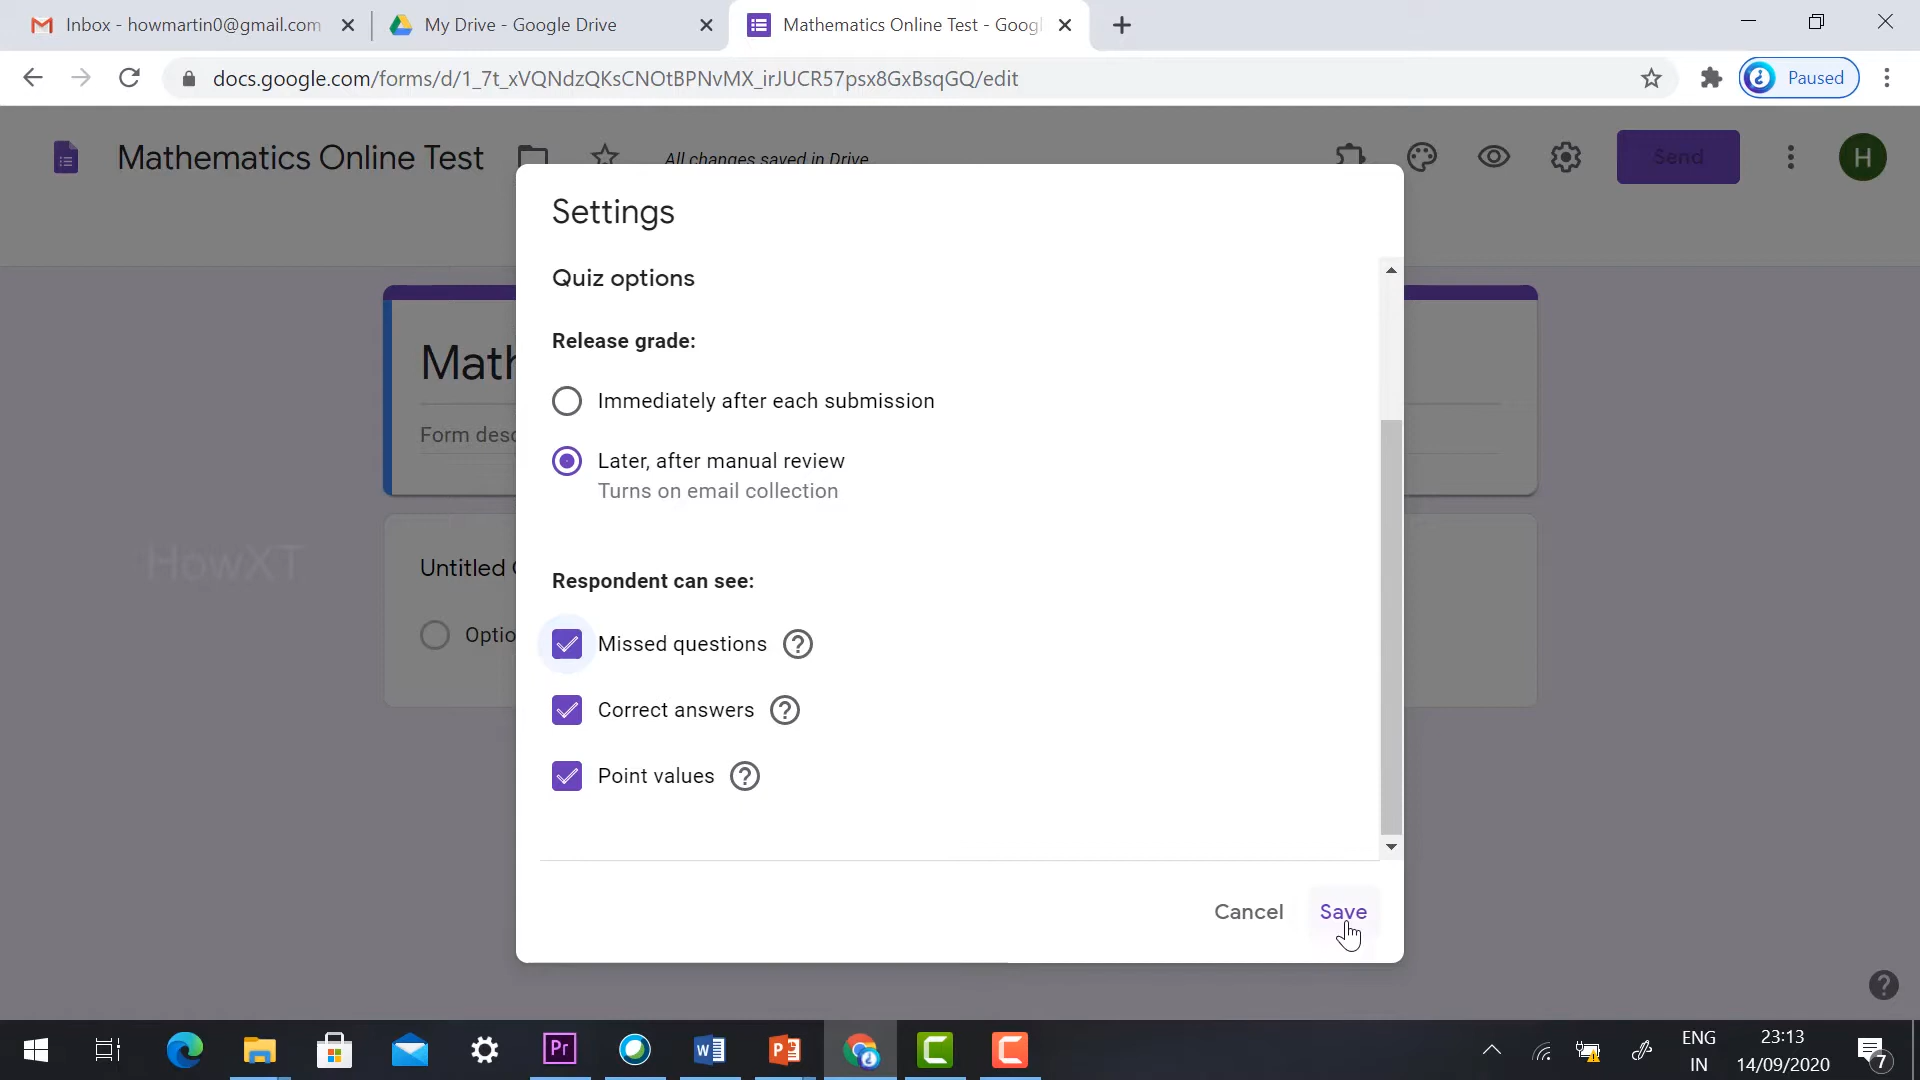 Inbox - howmartin0@gmail.com
My Drive - Google Drive
Mathematics Online Test - Googl
docs.google.com/forms/d/1_7t_xVQNdzQKsCNOtBPNvMX_irJUCR57psx8GxBsqGQ/edit
Paused
Mathematics Online Test
All changes saved in Drive
Send
H
Settings
Quiz options
Release grade:
Immediately after each submission
Math
Form desc
Later, after manual review
Turns on email collection
HowXT
Untitled
Respondent can see:
Optio
Missed questions
Correct answers
Point values
Cancel
Save
Pr
ENG
IN
23:13
14/09/2020
7